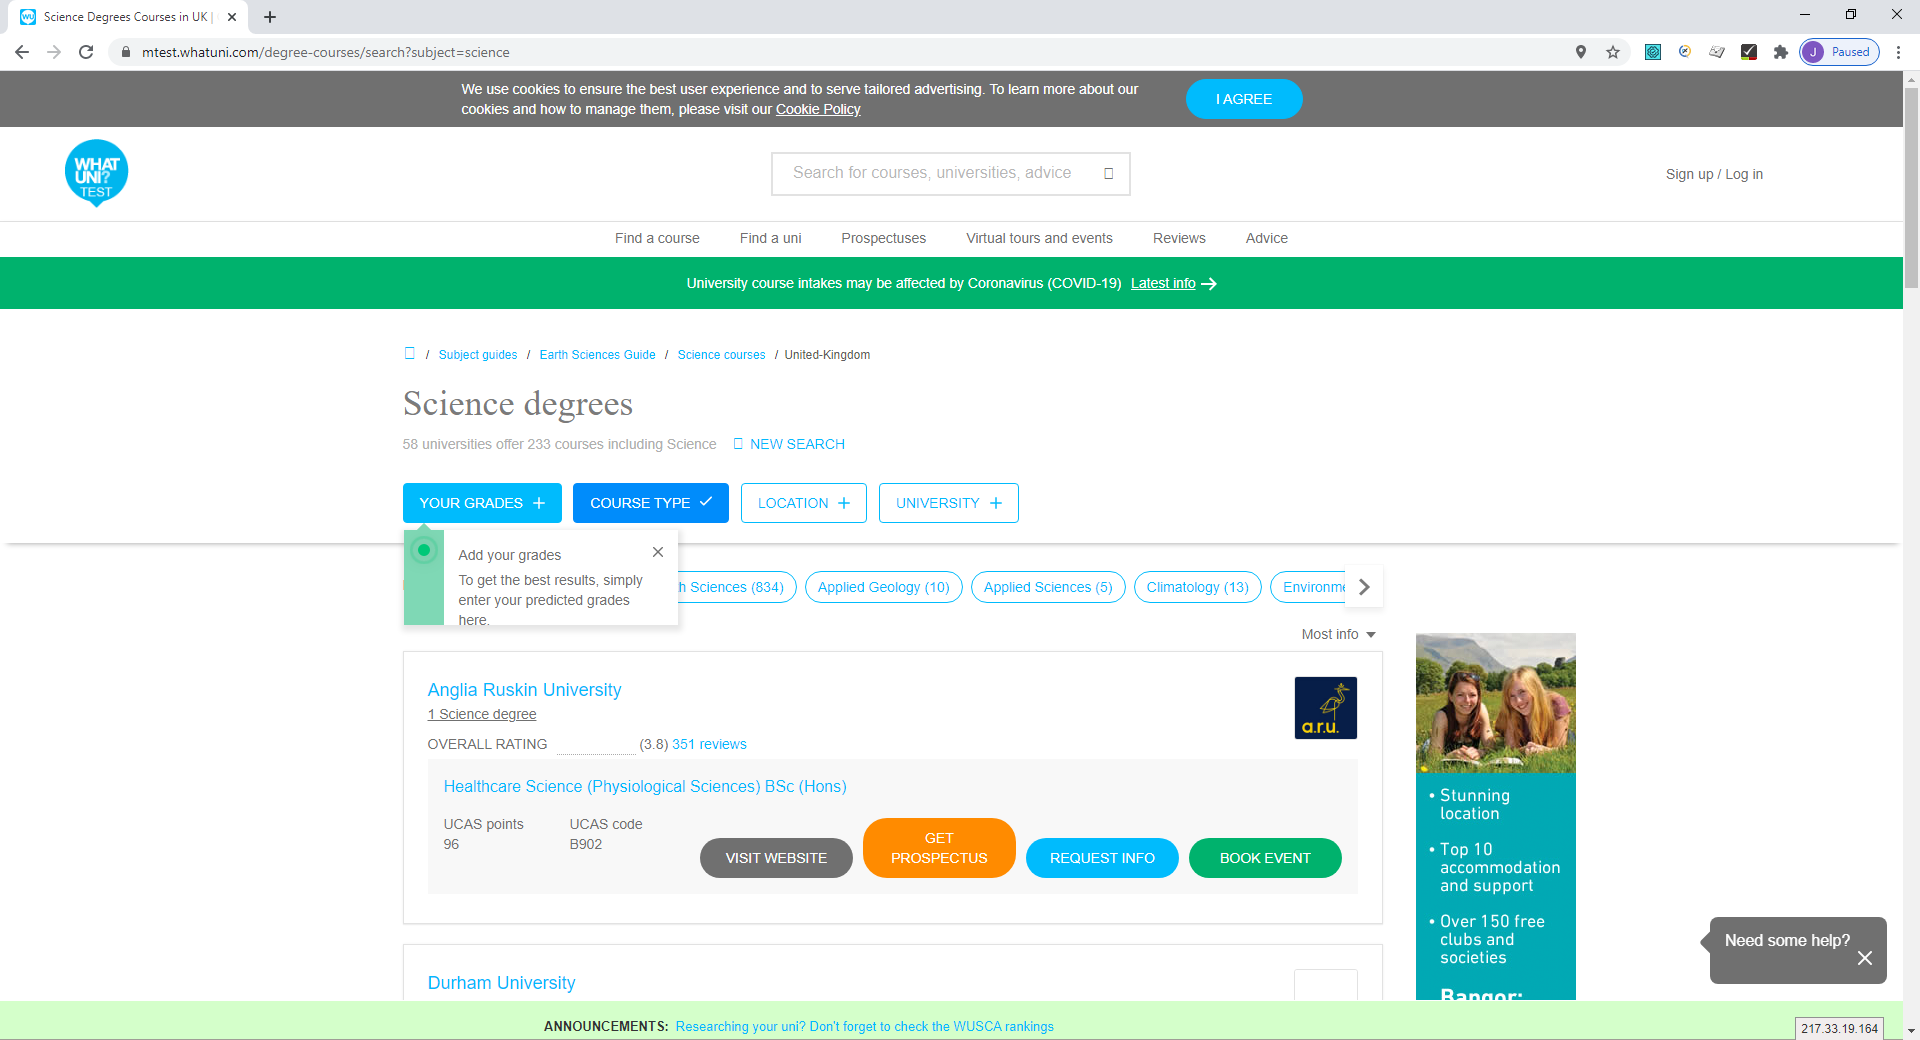 Science Degrees Courses in UK |
mtest.whatuni.com/degree-courses/search?subject=science
J Paused
We use cookies to ensure the best user experience and to serve tailored advertising. To learn more about our
cookies and how to manage them, please visit our Cookie Policy
I AGREE
WHAT
UNI?
TEST
Search for courses, universities, advice
Sign up / Log in
Find a course Find a uni Prospectuses Virtual tours and events Reviews Advice
University course intakes may be affected by Coronavirus (COVID-19) Latest info
/ Subject guides / Earth Sciences Guide / Science courses / United-Kingdom
Science degrees
58 universities offer 233 courses including Science NEW SEARCH
YOUR GRADES + COURSE TYPE LOCATION + UNIVERSITY +
Add your grades
To get the best results, simply
enter your predicted grades
here.
h Sciences (834) Applied Geology (10) Applied Sciences (5) Climatology (13) Environme
Most info
Anglia Ruskin University
1 Science degree
OVERALL RATING (3.8) 351 reviews
a.r.u.
Healthcare Science (Physiological Sciences) BSc (Hons)
UCAS points UCAS code
96 B902
VISIT WEBSITE
GET
PROSPECTUS
REQUEST INFO
BOOK EVENT
Durham University
• Stunning
location
• Top 10
accommodation
and support
• Over 150 free
clubs and
societies
Bangor:
Need some help?
ANNOUNCEMENTS: Researching your uni? Don't forget to check the WUSCA rankings
217.33.19.164